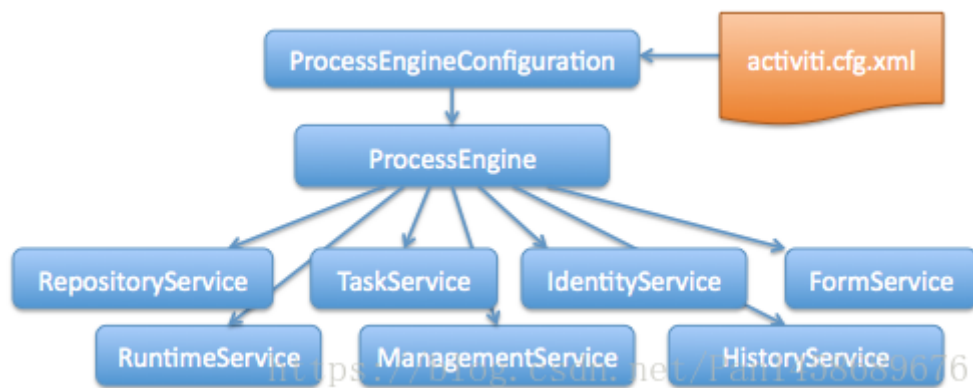 ProcessEngineConfiguration
activiti.cfg.xml
ProcessEngine
RepositoryService
TaskService
IdentityService
FormService
RuntimeService
ManagementService
HistoryService